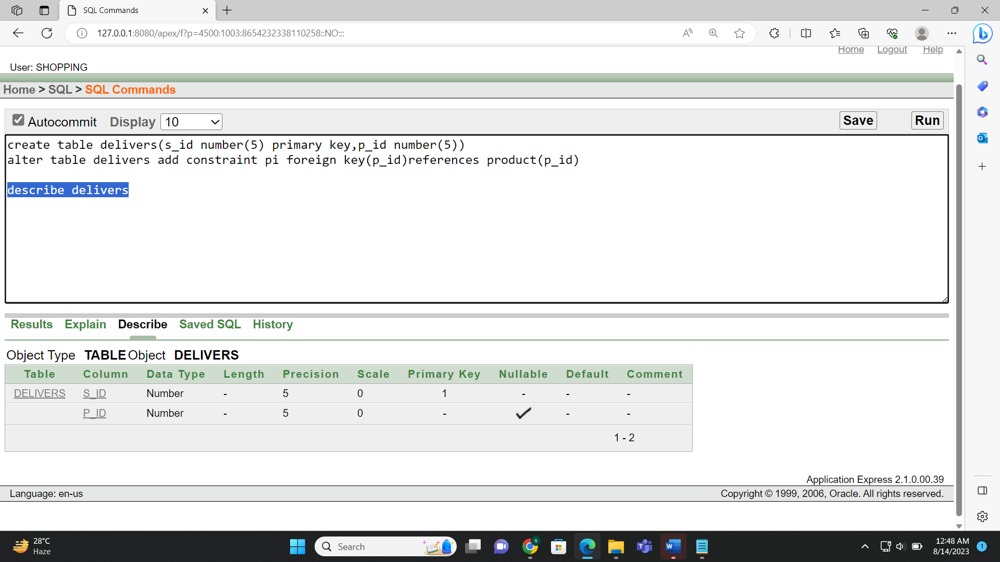 SQL Commands
127.0.0.1:8080/apex/f?p=4500:1003:8654232338110258::NO:::
Home Logout Help
User: SHOPPING
Home > SQL > SQL Commands
Autocommit Display 10 Save Run
create table delivers(s_id number(5) primary key,p_id number(5))
alter table delivers add constraint pi foreign key(p_id)references product(p_id)
describe delivers
Results Explain Describe Saved SQL History
Object Type TABLE Object DELIVERS
Table Column Data Type Length Precision Scale Primary Key Nullable Default Comment
DELIVERS S_ID Number - 5 0 1 - - -
P_ID Number - 5 0 - - -
1 - 2
Application Express 2.1.0.00.39
Language: en-us Copyright © 1999, 2006, Oracle. All rights reserved.
28°C
Haze
Search
12:48 AM
8/14/2023
1